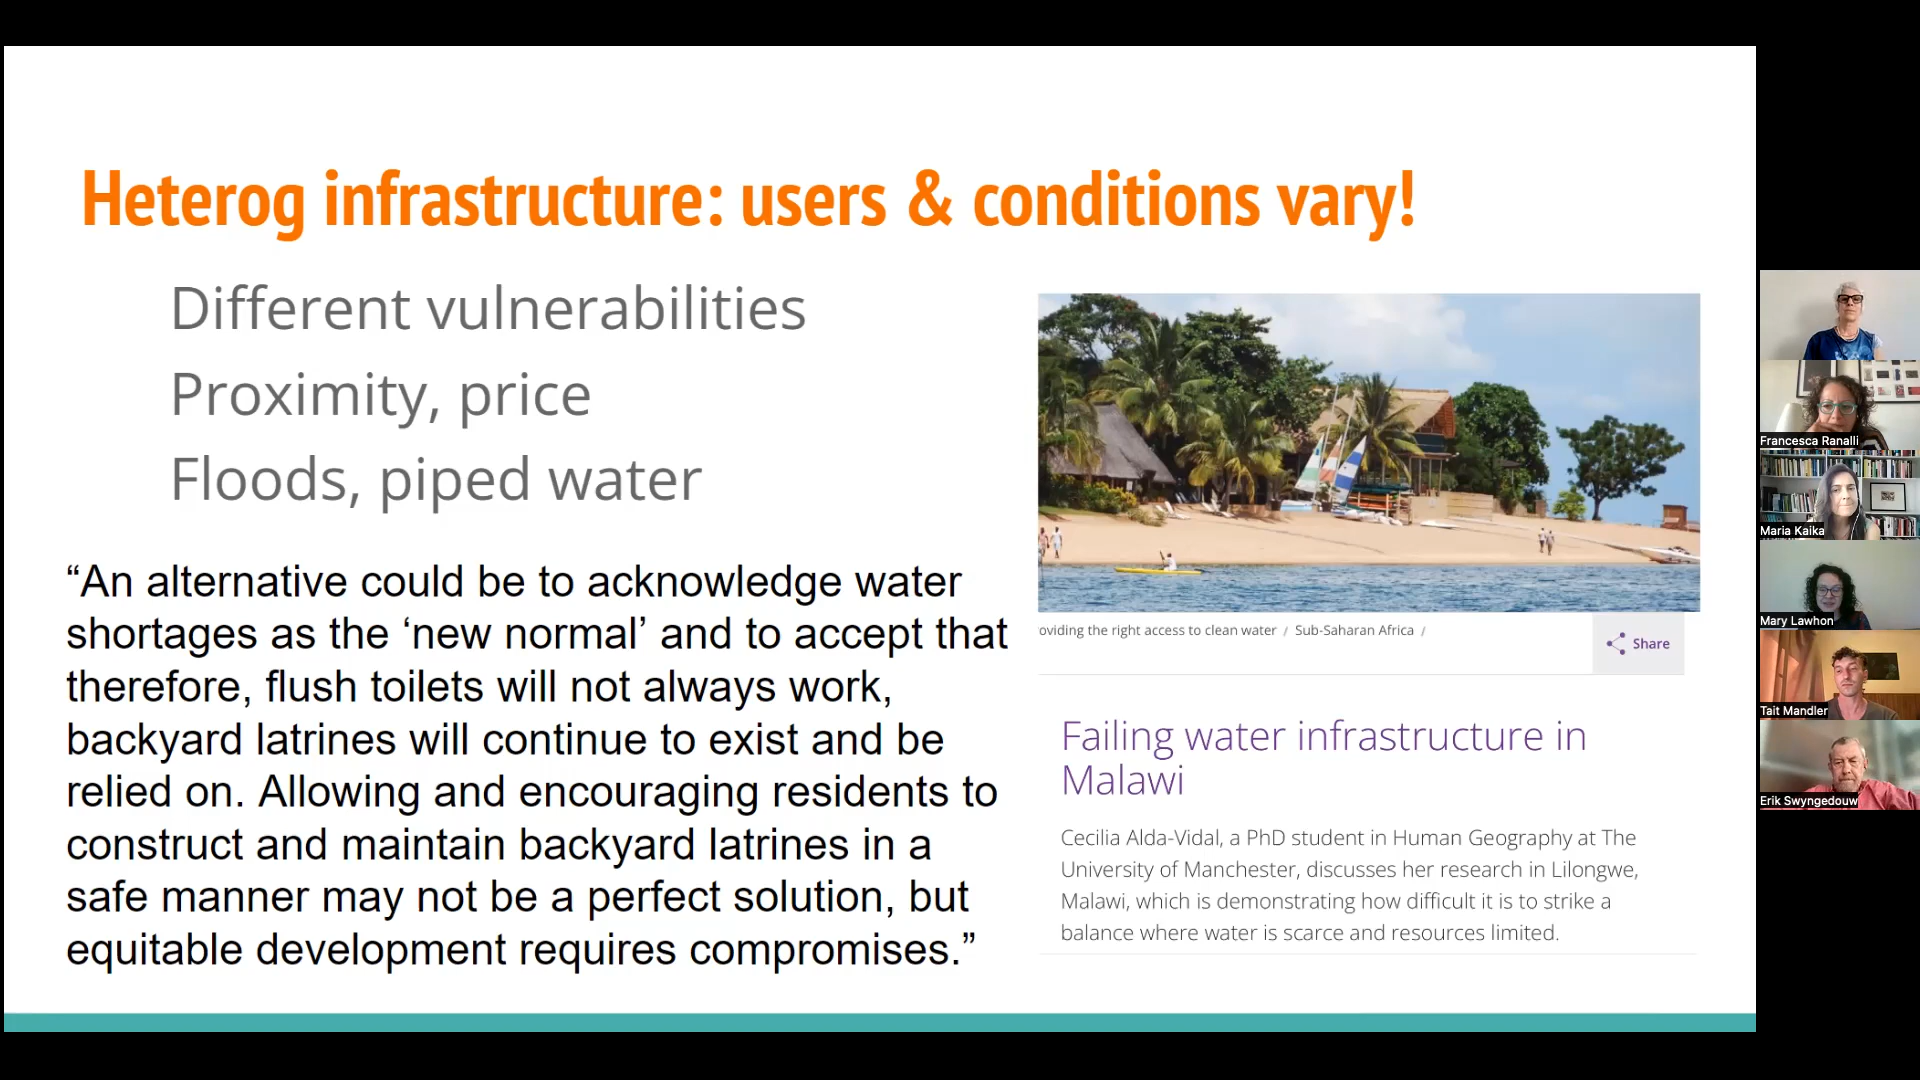 Heterog infrastructure: users & conditions vary!
Different vulnerabilities
Proximity, price
Floods, piped water
“An alternative could be to acknowledge water
shortages as the ‘new normal’ and to accept that
therefore, flush toilets will not always work,
backyard latrines will continue to exist and be
relied on. Allowing and encouraging residents to
construct and maintain backyard latrines in a
safe manner may not be a perfect solution, but
equitable development requires compromises.”
oviding the right access to clean water / Sub-Saharan Africa /
Share
Failing water infrastructure in
Malawi
Cecilia Alda-Vidal, a PhD student in Human Geography at The
University of Manchester, discusses her research in Lilongwe,
Malawi, which is demonstrating how difficult it is to strike a
balance where water is scarce and resources limited.
Francesca Ranalli
Maria Kaika
Mary Lawhon
Tait Mandler
Erik Swyngedouw